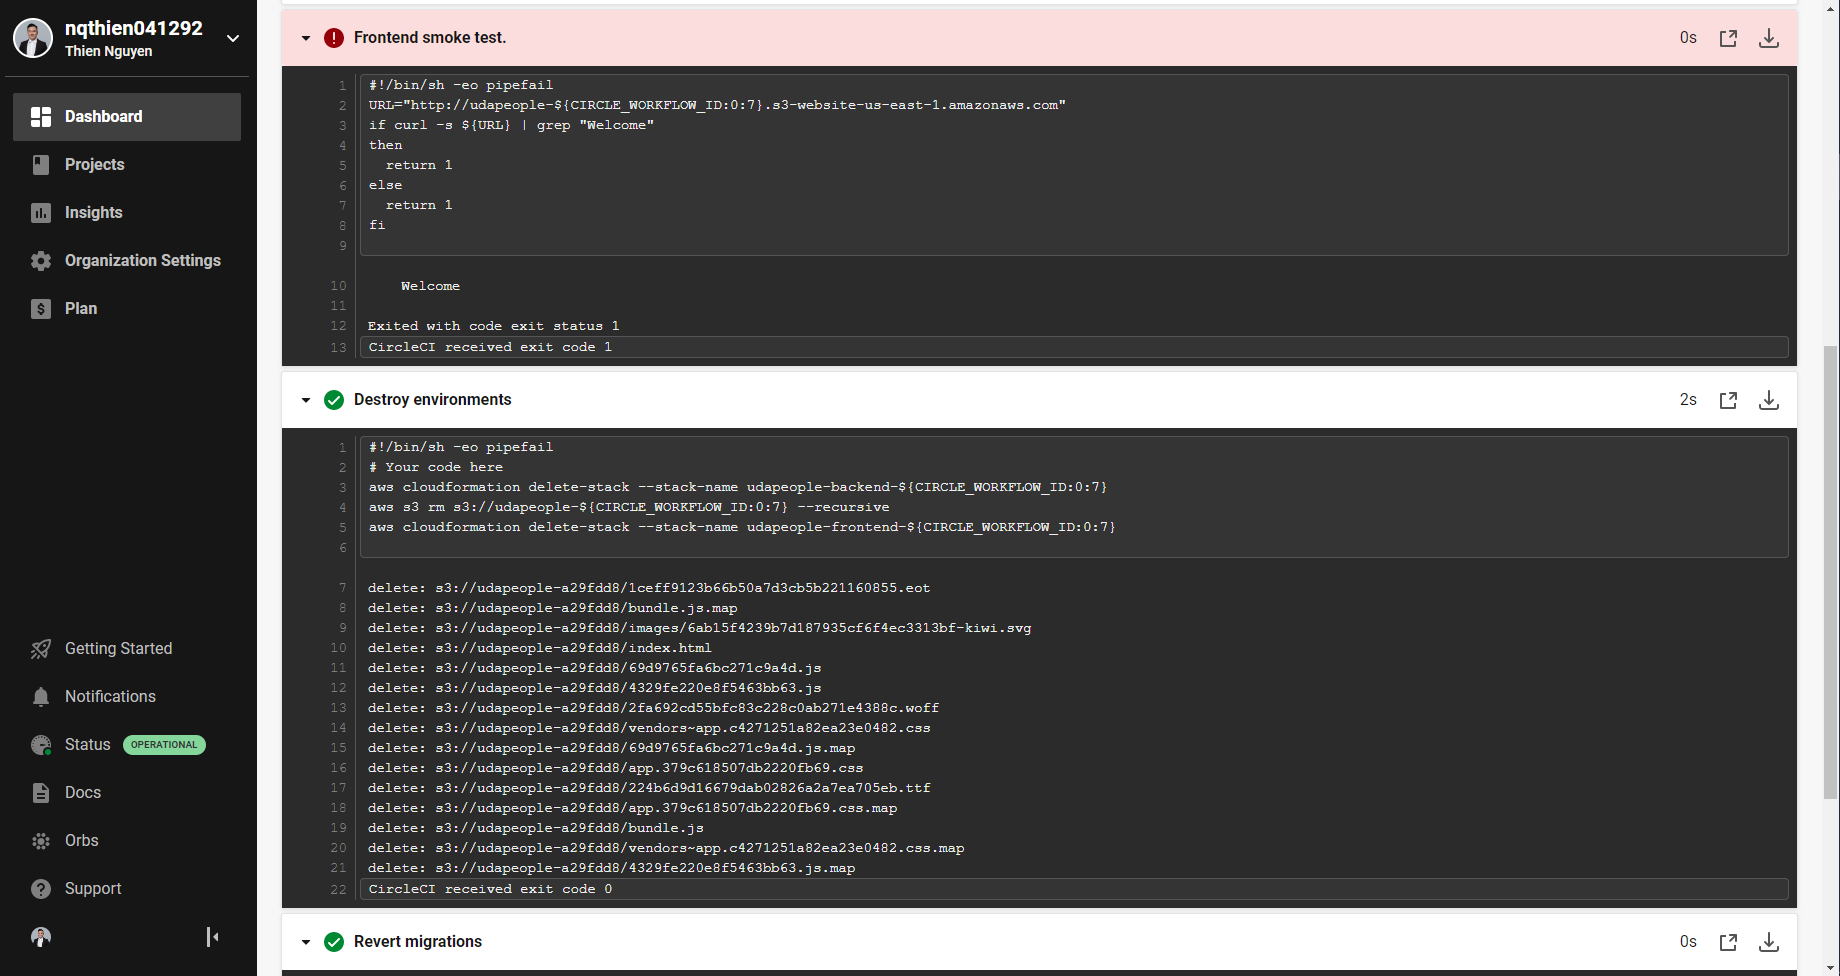 nqthien041292
Thien Nguyen
Dashboard
Projects
Insights
Organization Settings
Plan
Getting Started
Notifications
Status OPERATIONAL
Docs
Orbs
Support
Frontend smoke test.
0s
1 #!/bin/sh -eo pipefail
2 URL="http://udapeople-${CIRCLE_WORKFLOW_ID:0:7}.s3-website-us-east-1.amazonaws.com"
3 if curl -s ${URL} | grep "Welcome"
4 then
5   return 1
6 else
7   return 1
8 fi
9
10     Welcome
11
12 Exited with code exit status 1
13 CircleCI received exit code 1
Destroy environments
2s
1 #!/bin/sh -eo pipefail
2 # Your code here
3 aws cloudformation delete-stack --stack-name udapeople-backend-${CIRCLE_WORKFLOW_ID:0:7}
4 aws s3 rm s3://udapeople-${CIRCLE_WORKFLOW_ID:0:7} --recursive
5 aws cloudformation delete-stack --stack-name udapeople-frontend-${CIRCLE_WORKFLOW_ID:0:7}
6
7 delete: s3://udapeople-a29fdd8/1ceff9123b66b50a7d3cb5b221160855.eot
8 delete: s3://udapeople-a29fdd8/bundle.js.map
9 delete: s3://udapeople-a29fdd8/images/6ab15f4239b7d187935cf6f4ec3313bf-kiwi.svg
10 delete: s3://udapeople-a29fdd8/index.html
11 delete: s3://udapeople-a29fdd8/69d9765fa6bc271c9a4d.js
12 delete: s3://udapeople-a29fdd8/4329fe220e8f5463bb63.js
13 delete: s3://udapeople-a29fdd8/2fa692cd55bfc83c228c0ab271e4388c.woff
14 delete: s3://udapeople-a29fdd8/vendors~app.c4271251a82ea23e0482.css
15 delete: s3://udapeople-a29fdd8/69d9765fa6bc271c9a4d.js.map
16 delete: s3://udapeople-a29fdd8/app.379c618507db2220fb69.css
17 delete: s3://udapeople-a29fdd8/224b6d9d16679dab02826a2a7ea705eb.ttf
18 delete: s3://udapeople-a29fdd8/app.379c618507db2220fb69.css.map
19 delete: s3://udapeople-a29fdd8/bundle.js
20 delete: s3://udapeople-a29fdd8/vendors~app.c4271251a82ea23e0482.css.map
21 delete: s3://udapeople-a29fdd8/4329fe220e8f5463bb63.js.map
22 CircleCI received exit code 0
Revert migrations
0s